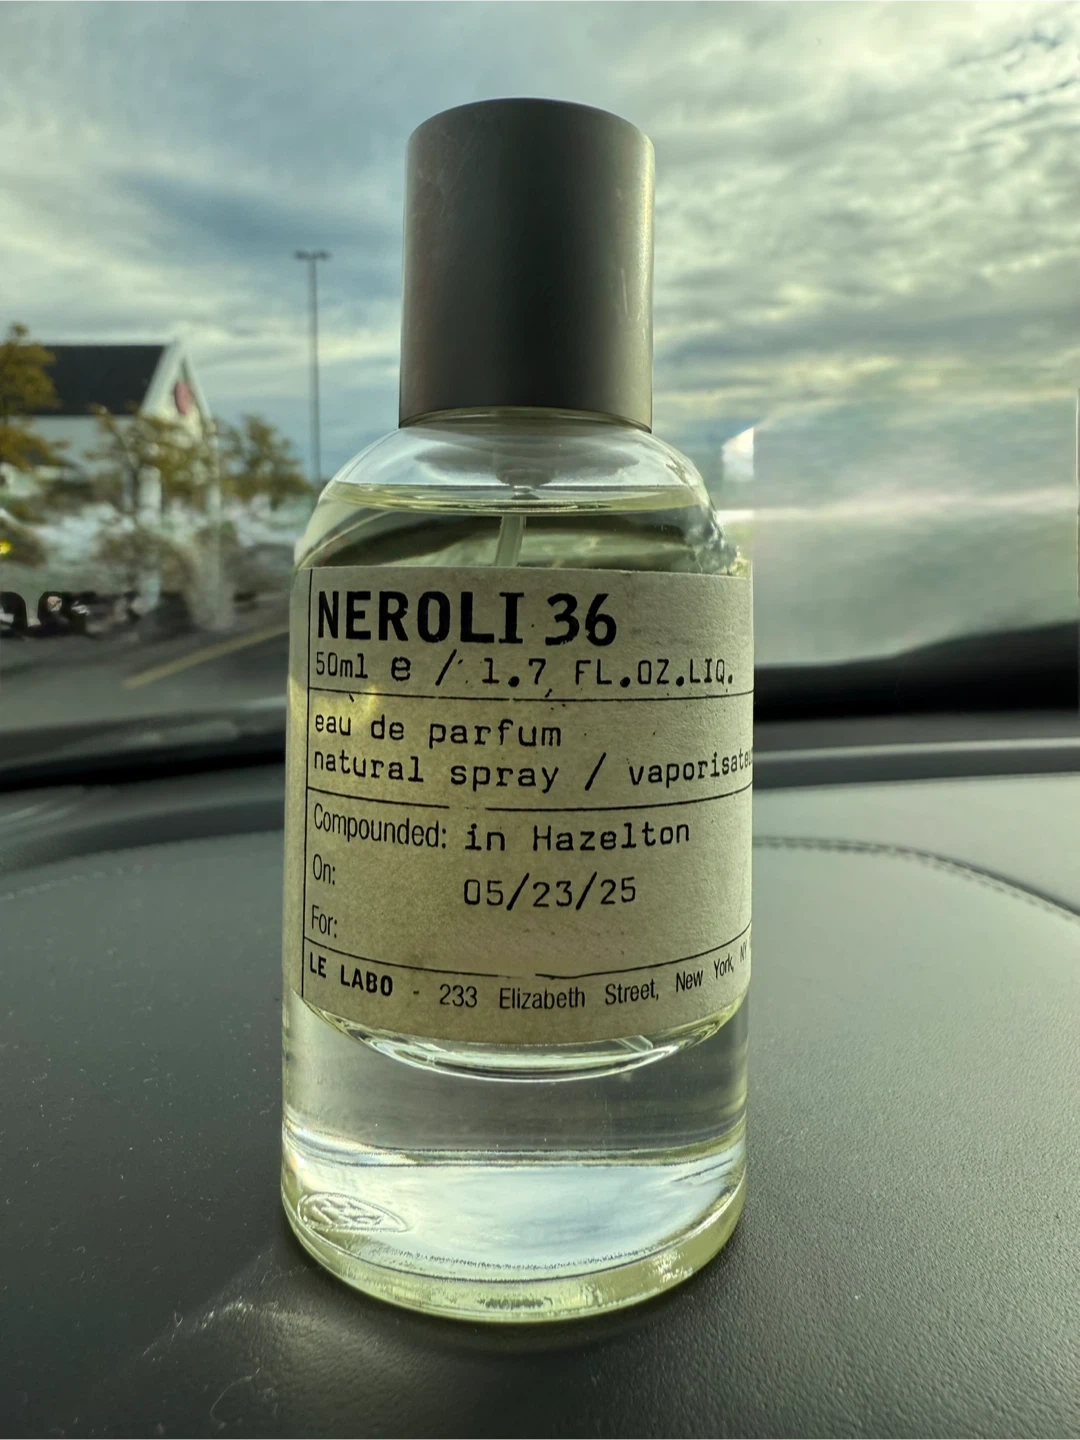 NEROLI 36
50ml e / 1.7 FL.OZ.LIQ.
eau de parfum
natural spray / vaporisateu
Compounded: in Hazelton
On: 05/23/25
For:
LE LABO - 233 Elizabeth Street, New York, NY